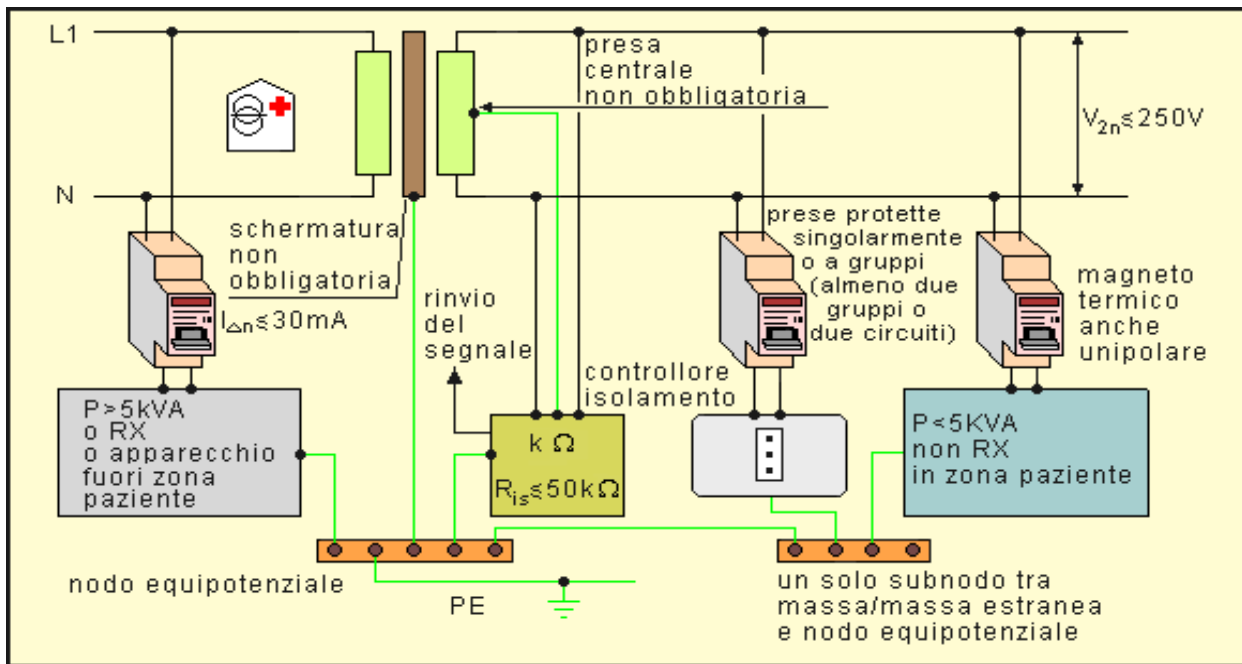 L1
presa
centrale
non obbligatoria
V2n≤250V
N
schermatura
non
obbligatoria
IΔn≤30mA
rinvio
del
segnale
prese protette
singolarmente
o a gruppi
(almeno due
gruppi o
due circuiti)
magneto
termico
anche
unipolare
controllore
isolamento
P>5kVA
o RX
o apparecchio
fuori zona
paziente
k Ω
Ris≤50kΩ
P<5KVA
non RX
in zona paziente
nodo equipotenziale
PE
un solo subnodo tra
massa/massa estranea
e nodo equipotenziale